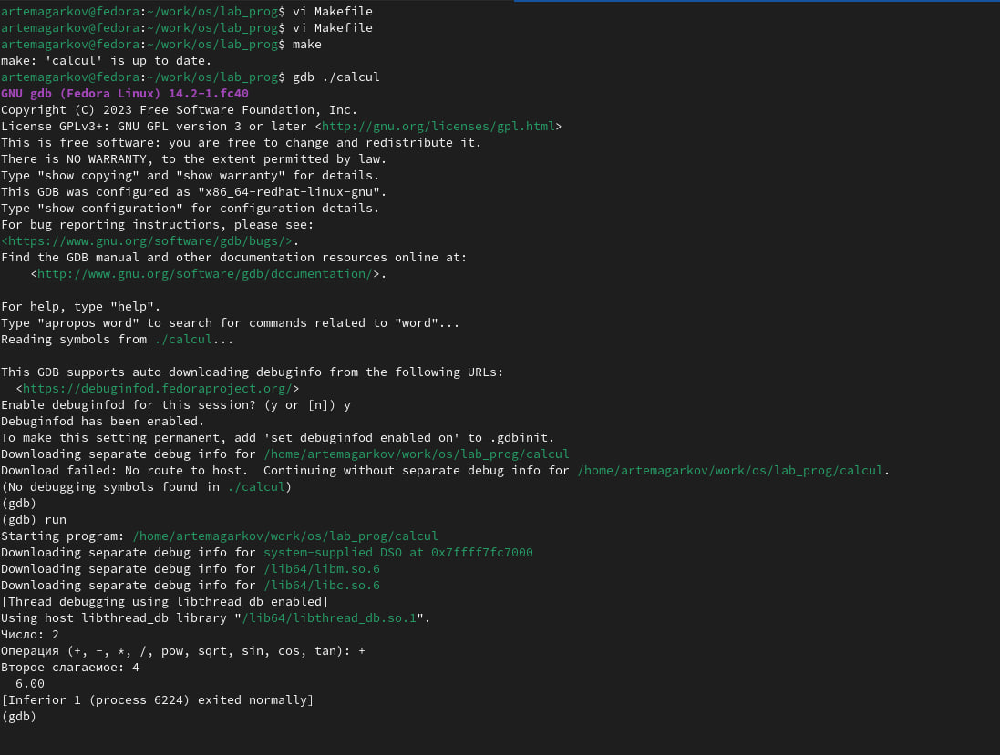 artemagarkov@fedora:~/work/os/lab_prog$ vi Makefile
artemagarkov@fedora:~/work/os/lab_prog$ vi Makefile
artemagarkov@fedora:~/work/os/lab_prog$ make
make: 'calcul' is up to date.
artemagarkov@fedora:~/work/os/lab_prog$ gdb ./calcul
GNU gdb (Fedora Linux) 14.2-1.fc40
Copyright (C) 2023 Free Software Foundation, Inc.
License GPLv3+: GNU GPL version 3 or later <http://gnu.org/licenses/gpl.html>
This is free software: you are free to change and redistribute it.
There is NO WARRANTY, to the extent permitted by law.
Type "show copying" and "show warranty" for details.
This GDB was configured as "x86_64-redhat-linux-gnu".
Type "show configuration" for configuration details.
For bug reporting instructions, please see:
<https://www.gnu.org/software/gdb/bugs/>.
Find the GDB manual and other documentation resources online at:
    <http://www.gnu.org/software/gdb/documentation/>.

For help, type "help".
Type "apropos word" to search for commands related to "word"...
Reading symbols from ./calcul...

This GDB supports auto-downloading debuginfo from the following URLs:
  <https://debuginfod.fedoraproject.org/>
Enable debuginfod for this session? (y or [n]) y
Debuginfod has been enabled.
To make this setting permanent, add 'set debuginfod enabled on' to .gdbinit.
Downloading separate debug info for /home/artemagarkov/work/os/lab_prog/calcul
Download failed: No route to host.  Continuing without separate debug info for /home/artemagarkov/work/os/lab_prog/calcul.
(No debugging symbols found in ./calcul)
(gdb)
(gdb) run
Starting program: /home/artemagarkov/work/os/lab_prog/calcul
Downloading separate debug info for system-supplied DSO at 0x7ffff7fc7000
Downloading separate debug info for /lib64/libm.so.6
Downloading separate debug info for /lib64/libc.so.6
[Thread debugging using libthread_db enabled]
Using host libthread_db library "/lib64/libthread_db.so.1".
Число: 2
Операция (+, -, *, /, pow, sqrt, sin, cos, tan): +
Второе слагаемое: 4
  6.00
[Inferior 1 (process 6224) exited normally]
(gdb)